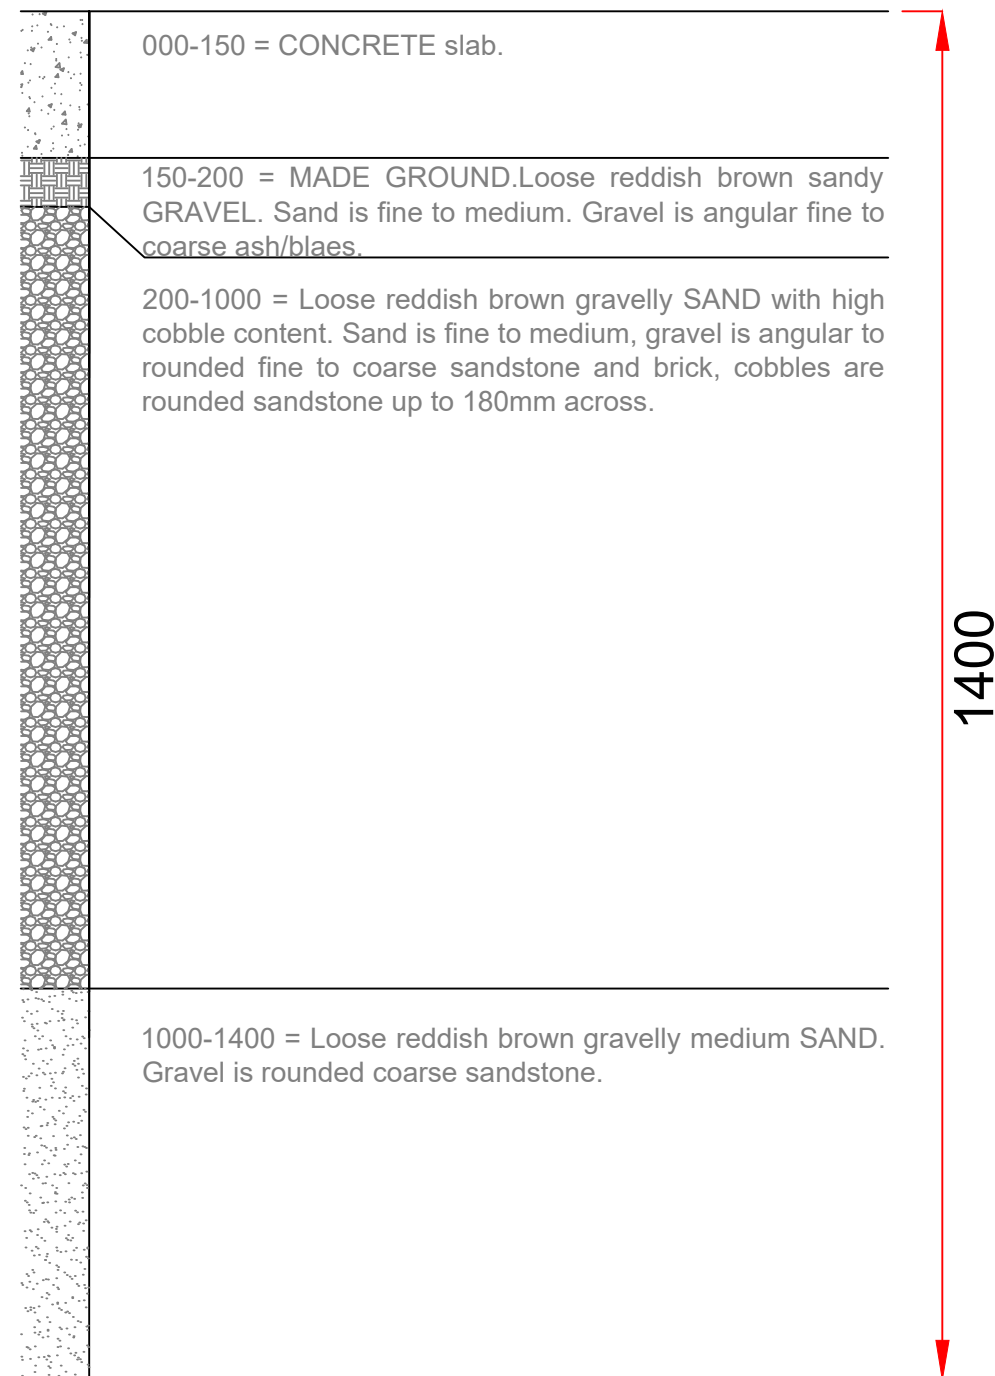 000-150 = CONCRETE slab.
150-200 = MADE GROUND.Loose reddish brown sandy
GRAVEL. Sand is fine to medium. Gravel is angular fine to
coarse ash/blaes.
200-1000 = Loose reddish brown gravelly SAND with high
cobble content. Sand is fine to medium, gravel is angular to
rounded fine to coarse sandstone and brick, cobbles are
rounded sandstone up to 180mm across.
1400
1000-1400 = Loose reddish brown gravelly medium SAND.
Gravel is rounded coarse sandstone.